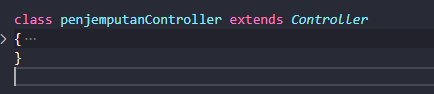 class penjemputanController extends Controller
{ ...
}